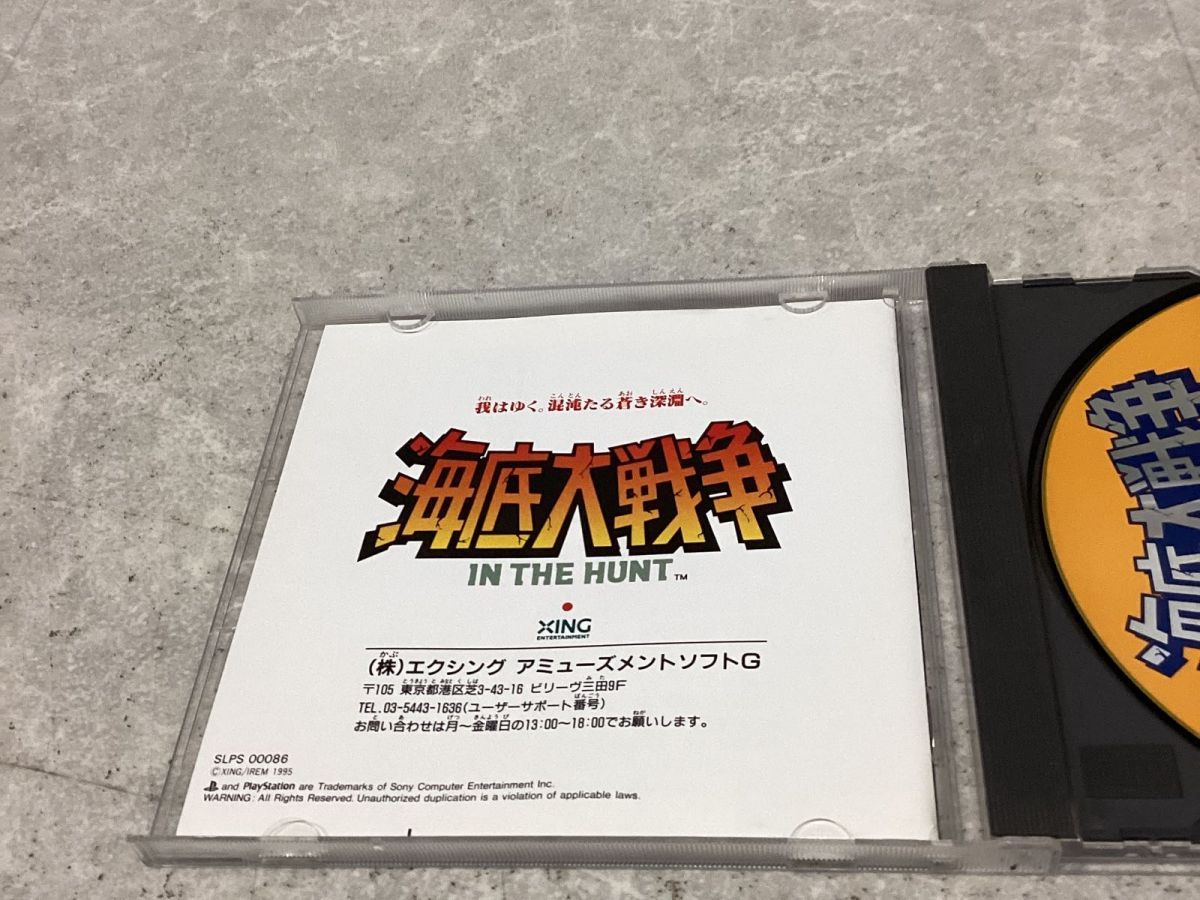 我はゆく。混沌たる蒼き深淵へ。
海底大戦争
IN THE HUNT™
XING
ENTERTAINMENT
(株)エクシング アミューズメントソフトG
〒105 東京都港区芝3-43-16 ビリーヴ三田9F
TEL.03-5443-1636(ユーザーサポート番号)
お問い合わせは月〜金曜日の13:00〜18:00でお願いします。
SLPS 00086
©XING/IREM 1995
and PlayStation are Trademarks of Sony Computer Entertainment Inc.
WARNING: All Rights Reserved. Unauthorized duplication is a violation of applicable laws.
海底大戦争